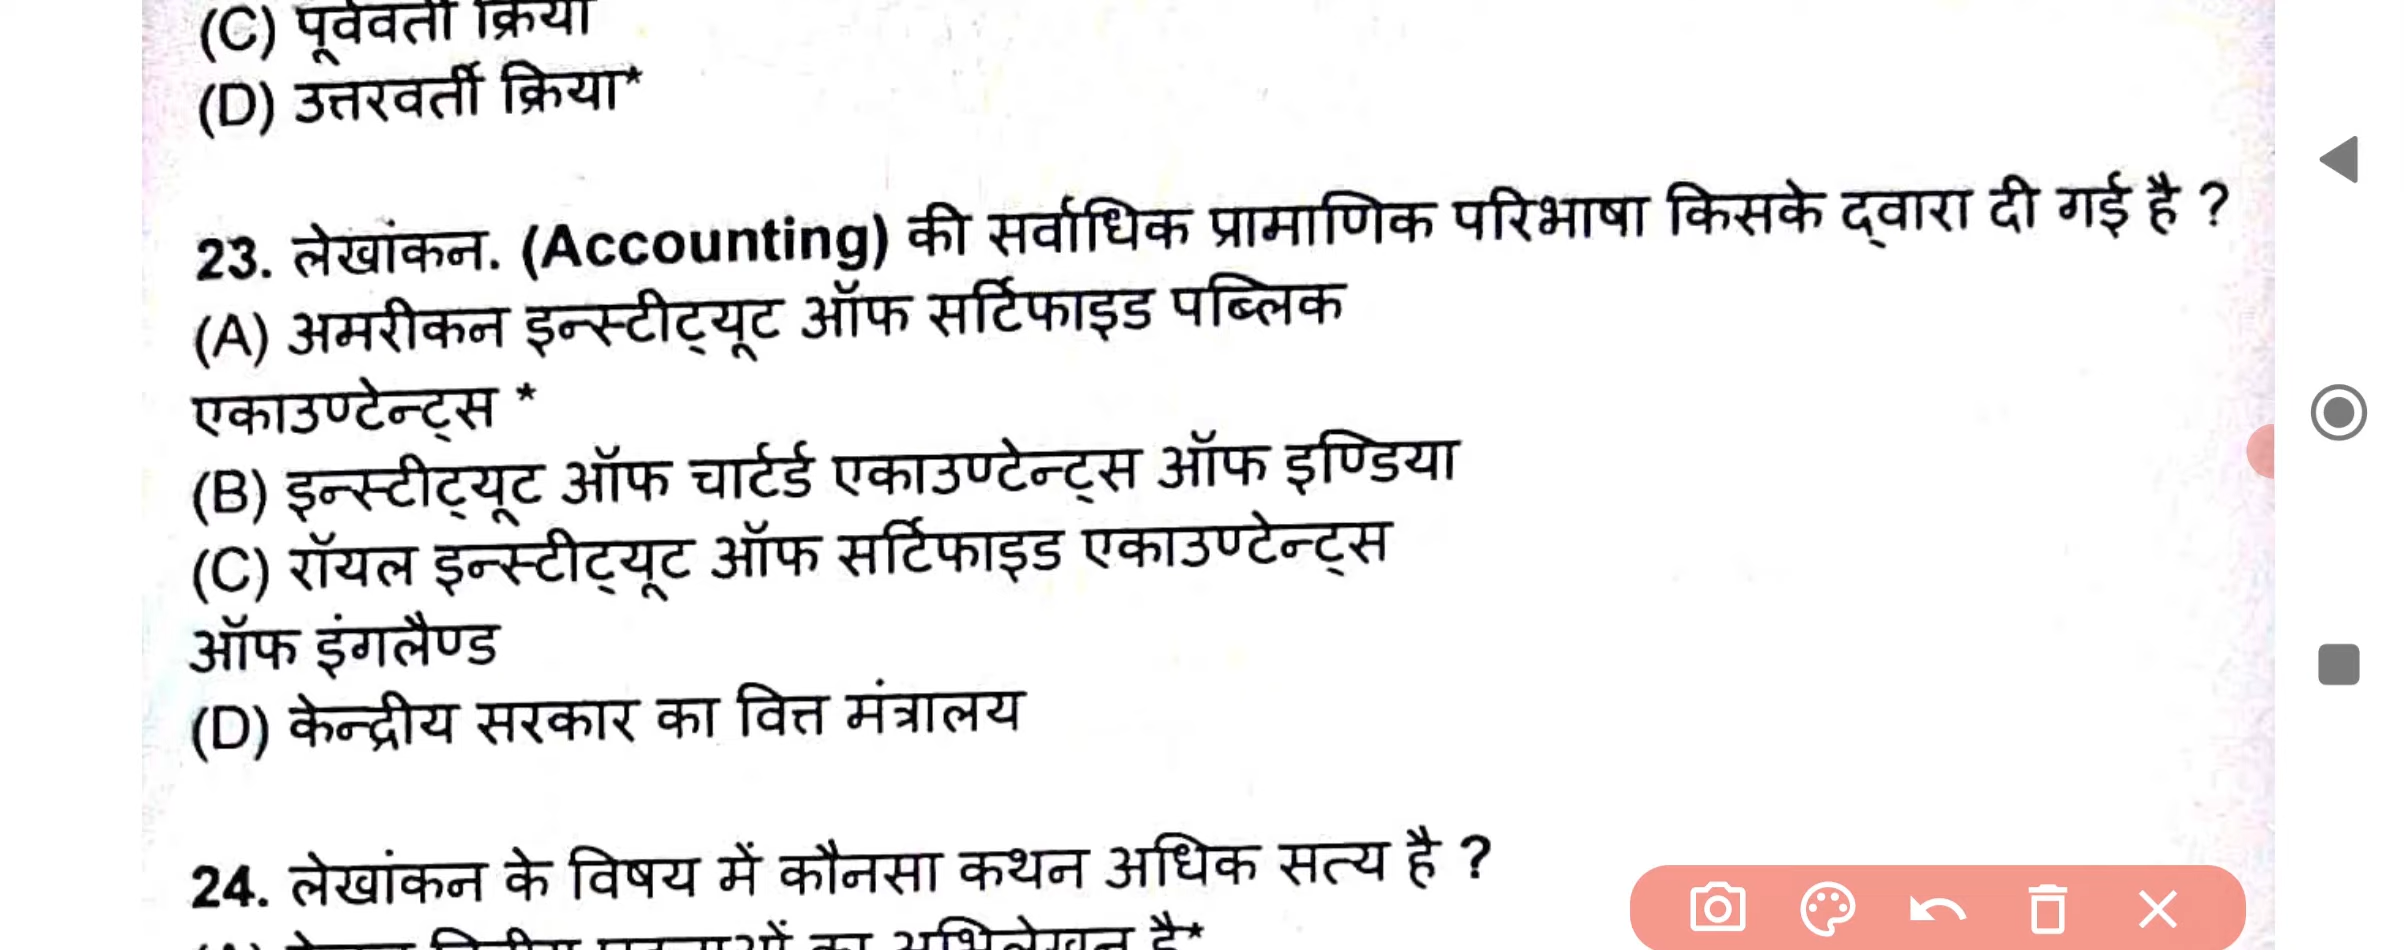 (C) पूर्ववर्ती क्रिया
(D) उत्तरवर्ती क्रिया*
23. लेखांकन. (Accounting) की सर्वाधिक प्रामाणिक परिभाषा किसके द्वारा दी गई है ?
(A) अमरीकन इन्स्टीट्यूट ऑफ सर्टिफाइड पब्लिक
एकाउण्टेन्ट्स *
(B) इन्स्टीट्यूट ऑफ चार्टर्ड एकाउण्टेन्ट्स ऑफ इण्डिया
(C) रॉयल इन्स्टीट्यूट ऑफ सर्टिफाइड एकाउण्टेन्ट्स
ऑफ इंगलैण्ड
(D) केन्द्रीय सरकार का वित्त मंत्रालय
24. लेखांकन के विषय में कौनसा कथन अधिक सत्य है ?
का अभिलेखन है*